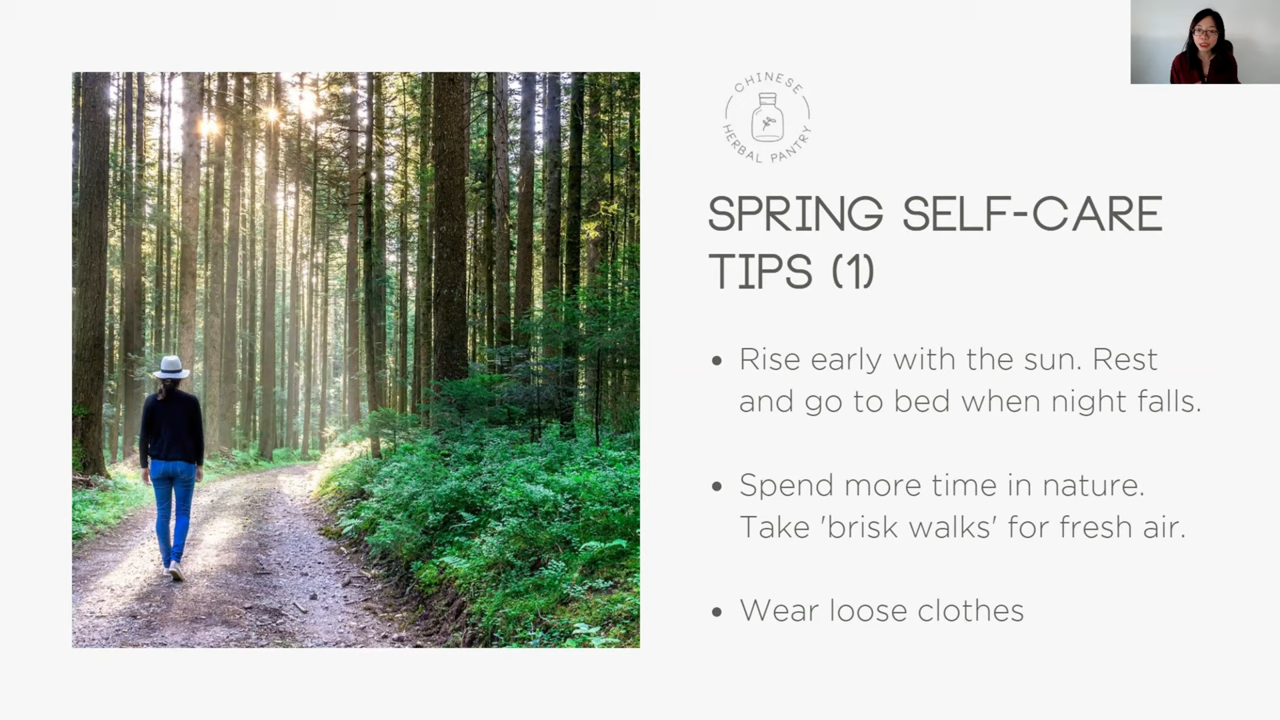 CHINESE
HERBAL PANTRY
SPRING SELF-CARE
TIPS (1)
• Rise early with the sun. Rest
and go to bed when night falls.
• Spend more time in nature.
Take 'brisk walks' for fresh air.
• Wear loose clothes